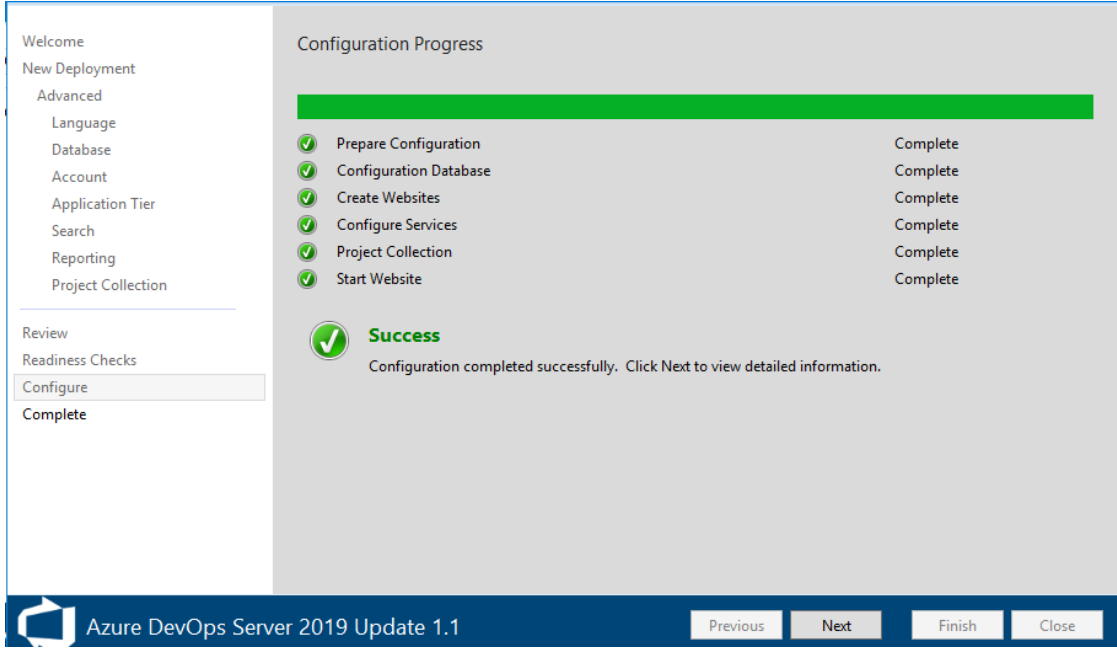 Welcome
New Deployment
Advanced
Language
Database
Account
Application Tier
Search
Reporting
Project Collection
Review
Readiness Checks
Configure
Complete
Configuration Progress
Prepare Configuration Complete
Configuration Database Complete
Create Websites Complete
Configure Services Complete
Project Collection Complete
Start Website Complete
Success
Configuration completed successfully. Click Next to view detailed information.
Azure DevOps Server 2019 Update 1.1
Previous Next Finish Close